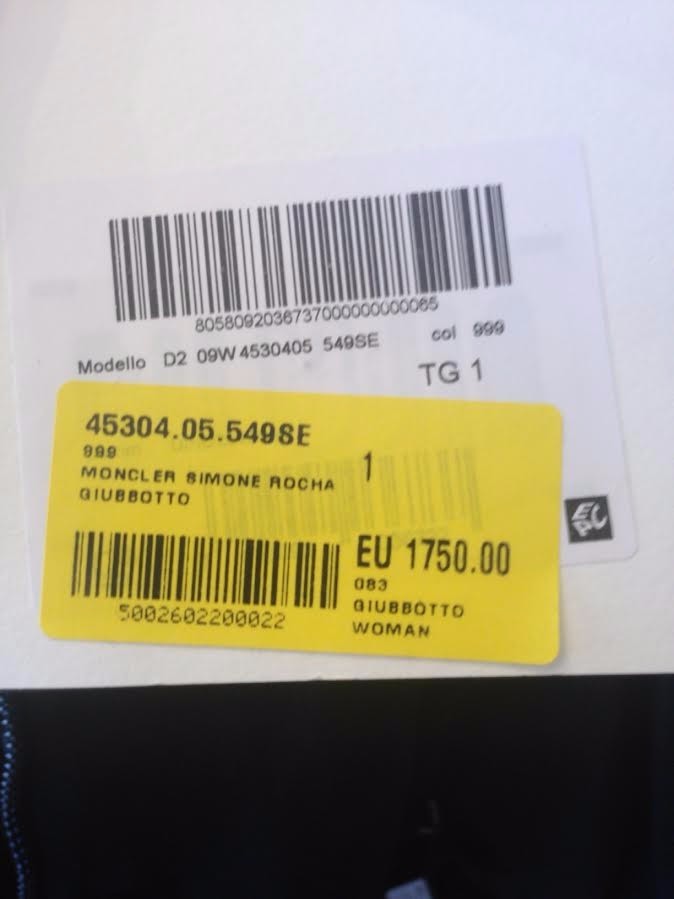 8058092036737000000000065
Modello D2 09W 4530405 549SE col 999
TG 1
45304.05.549SE
999
1
MONCLER SIMONE ROCHA
GIUBBOTTO
EU 1750.00
083
5002602200022
GIUBBOTTO
WOMAN
EPC